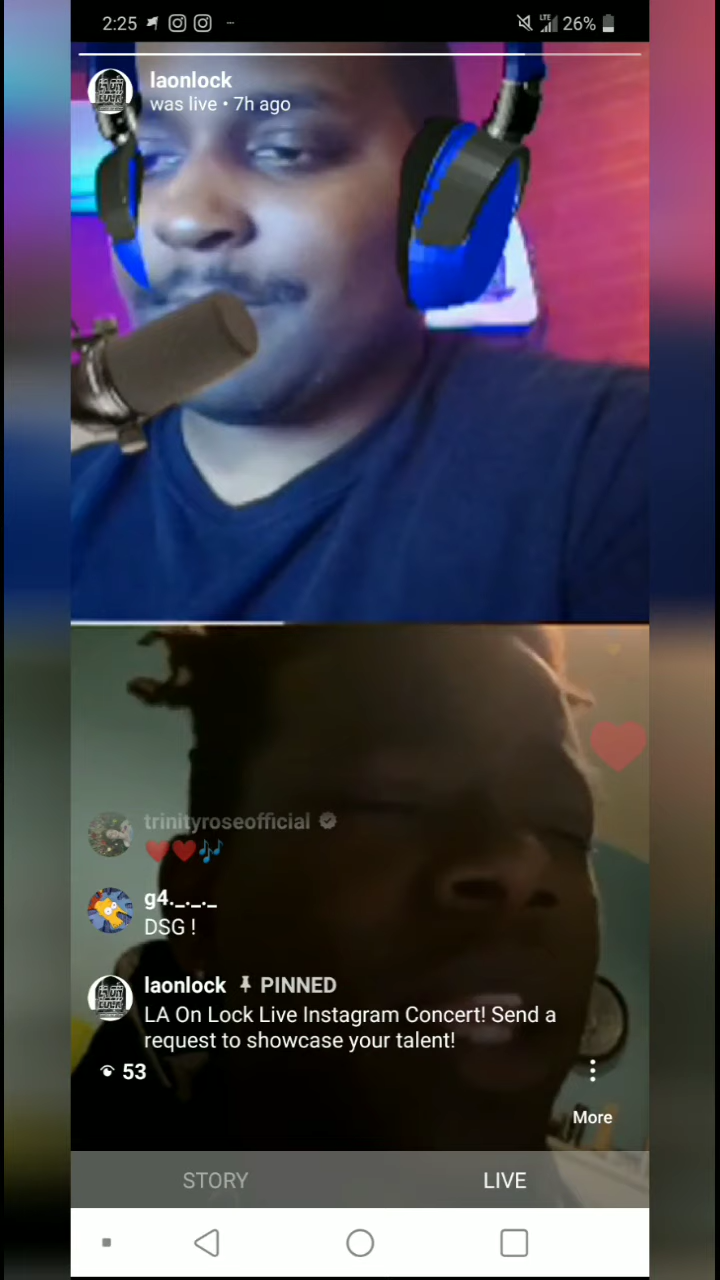 2:25
LTE 26%
laonlock
was live • 7h ago
trinityroseofficial
❤️❤️🎶
g4._._._
DSG !
laonlock PINNED
LA On Lock Live Instagram Concert! Send a
request to showcase your talent!
53
More
STORY LIVE